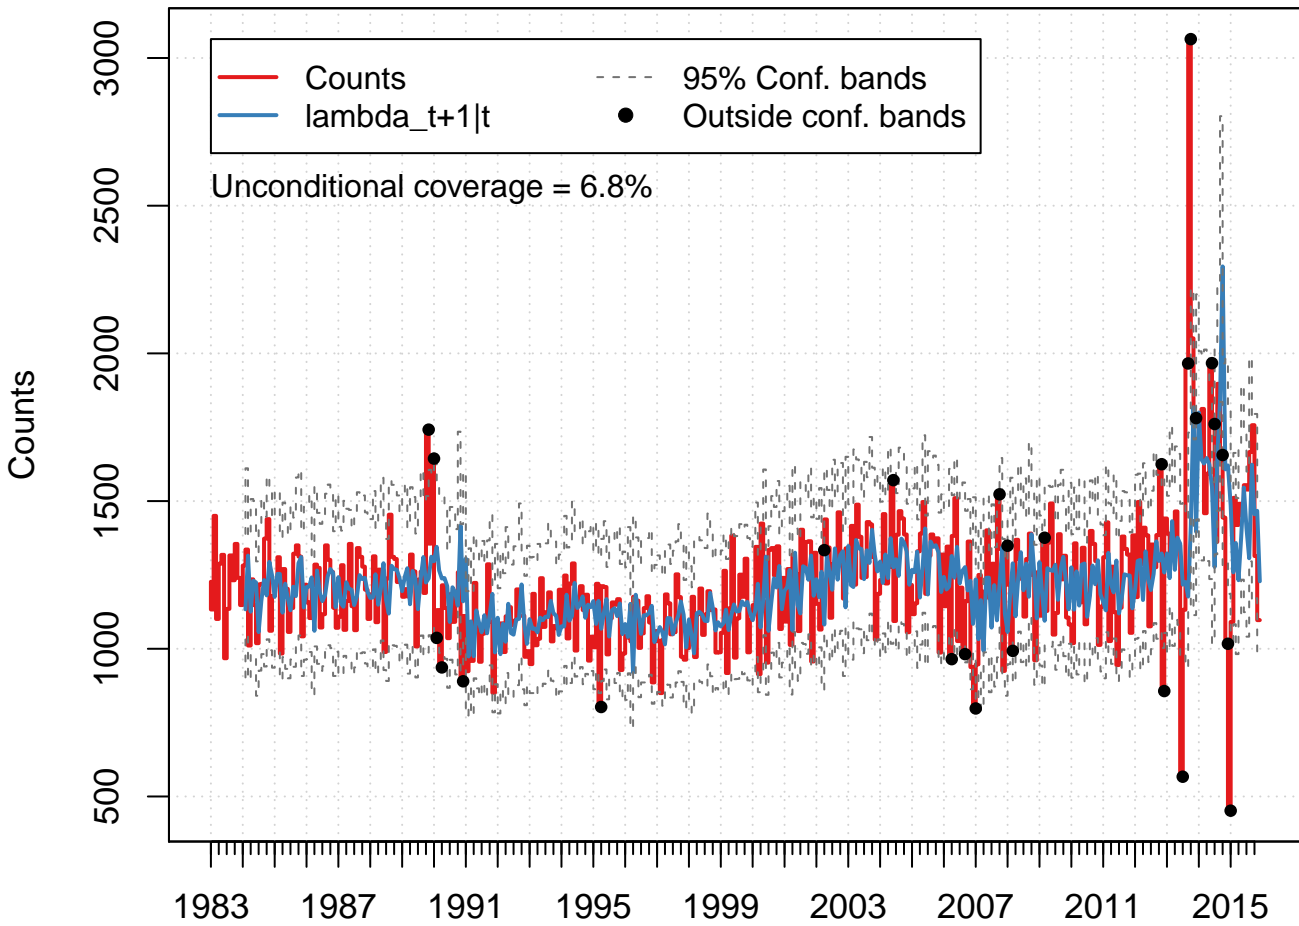 Counts
lambda_t+1|t
95% Conf. bands
Outside conf. bands
Unconditional coverage = 6.8%
Counts
3000
2500
2000
1500
1000
500
1983 1987 1991 1995 1999 2003 2007 2011 2015